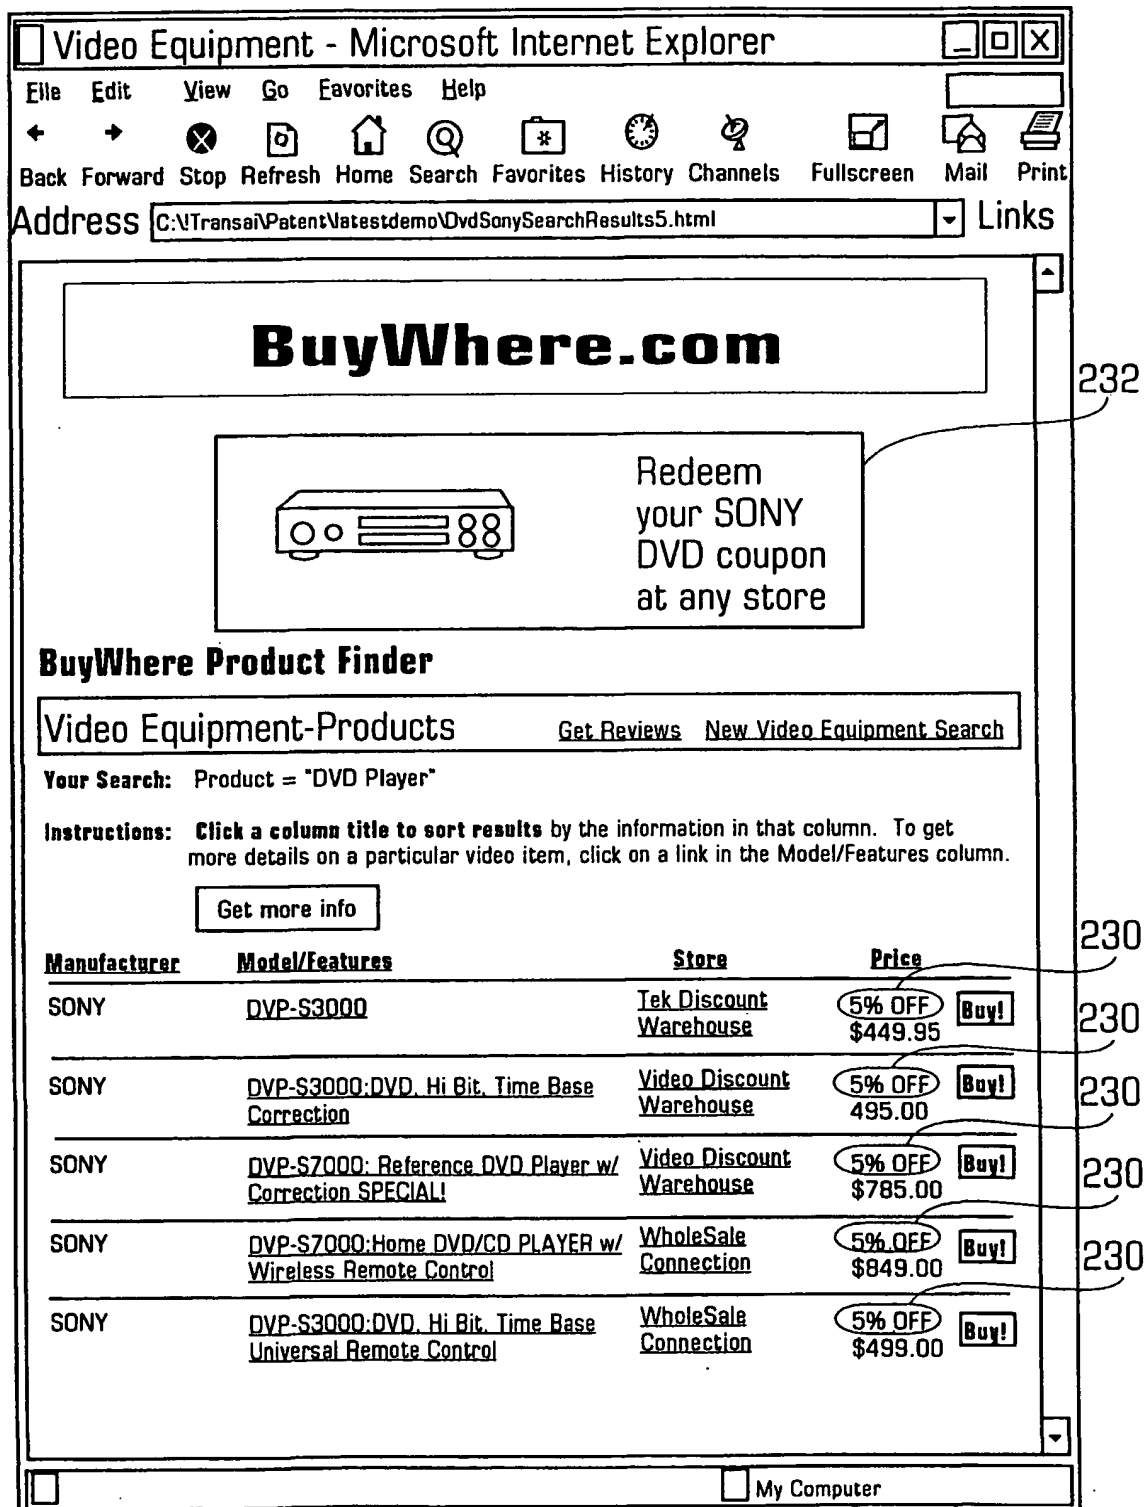 Video Equipment - Microsoft Internet Explorer
File Edit View Go Favorites Help
Back Forward Stop Refresh Home Search Favorites History Channels Fullscreen Mail Print
Address C:\!Transai\Patent\latestdemo\DvdSonySearchResults5.html Links
BuyWhere.com
232
Redeem
your SONY
DVD coupon
at any store
BuyWhere Product Finder
Video Equipment-Products Get Reviews New Video Equipment Search
Your Search: Product = "DVD Player"
Instructions: Click a column title to sort results by the information in that column. To get
more details on a particular video item, click on a link in the Model/Features column.
Get more info
230
Manufacturer Model/Features Store Price
SONY DVP-S3000 Tek Discount 5% OFF Buy!
Warehouse $449.95
230
SONY DVP-S3000:DVD, Hi Bit, Time Base Video Discount 5% OFF Buy!
Correction Warehouse 495.00
230
SONY DVP-S7000: Reference DVD Player w/ Video Discount 5% OFF Buy!
Correction SPECIAL! Warehouse $785.00
230
SONY DVP-S7000:Home DVD/CD PLAYER w/ WholeSale 5% OFF Buy!
Wireless Remote Control Connection $849.00
230
SONY DVP-S3000:DVD, Hi Bit, Time Base WholeSale 5% OFF Buy!
Universal Remote Control Connection $499.00
My Computer